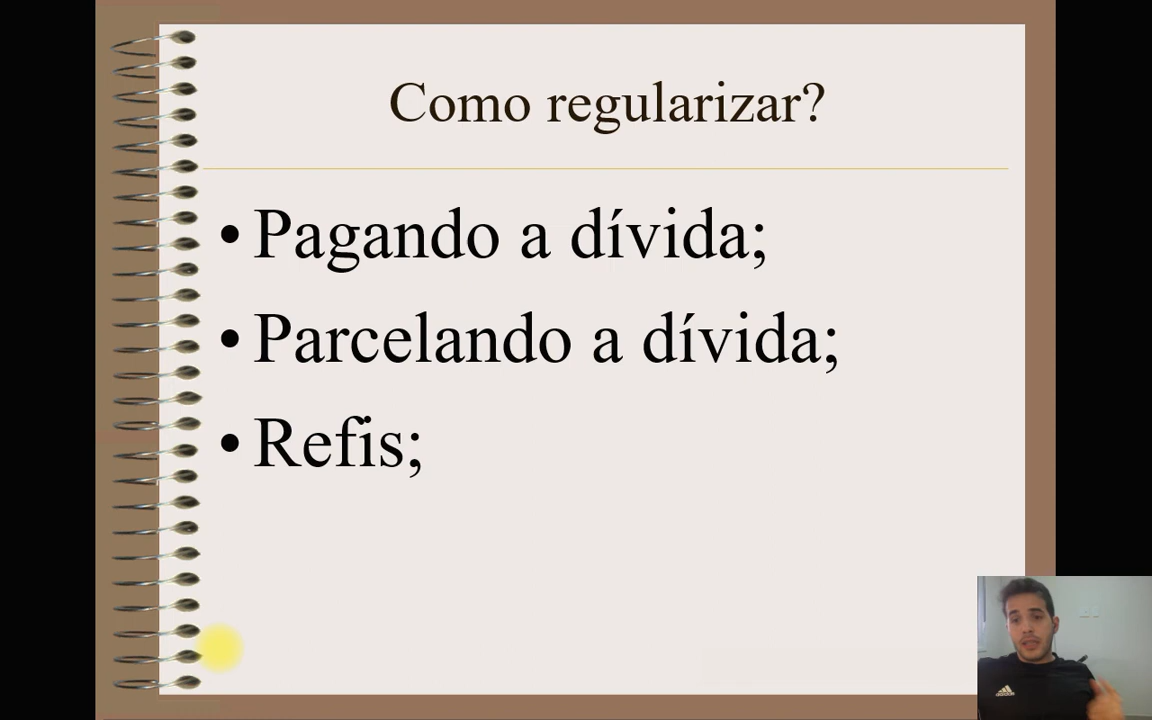 Como regularizar?
• Pagando a dívida;
• Parcelando a dívida;
• Refis;